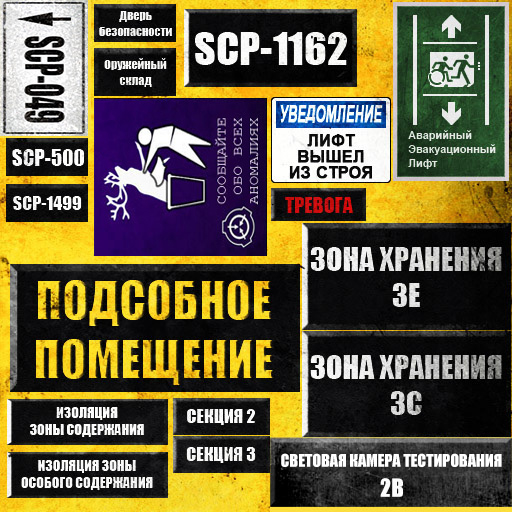 SCP-049
Дверь
безопасности
Оружейный
склад
SCP-1162
Аварийный
Эвакуационный
Лифт
SCP-500
SCP-1499
СООБЩАЙТЕ
ОБО ВСЕХ
АНОМАЛИЯХ
УВЕДОМЛЕНИЕ
ЛИФТ
ВЫШЕЛ
ИЗ СТРОЯ
ТРЕВОГА
ЗОНА ХРАНЕНИЯ
3E
ПОДСОБНОЕ
ПОМЕЩЕНИЕ
ЗОНА ХРАНЕНИЯ
3C
ИЗОЛЯЦИЯ
ЗОНЫ СОДЕРЖАНИЯ
СЕКЦИЯ 2
ИЗОЛЯЦИЯ ЗОНЫ
ОСОБОГО СОДЕРЖАНИЯ
СЕКЦИЯ 3
СВЕТОВАЯ КАМЕРА ТЕСТИРОВАНИЯ
2B